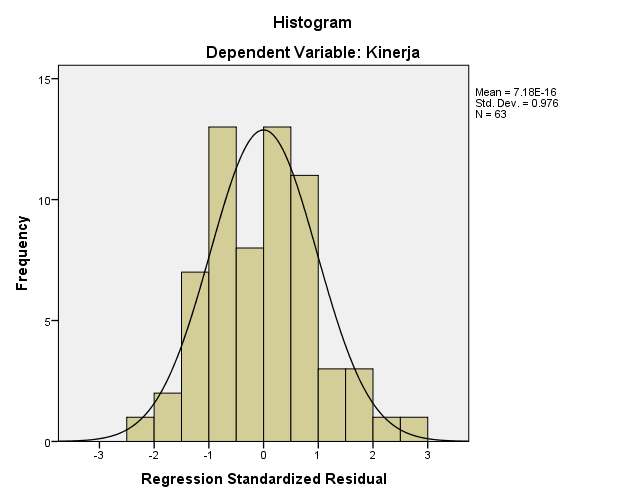 Histogram
Dependent Variable: Kinerja
Mean = 7.18E-16
Std. Dev. = 0.976
N = 63
Frequency
15
10
5
0
-3 -2 -1 0 1 2 3
Regression Standardized Residual